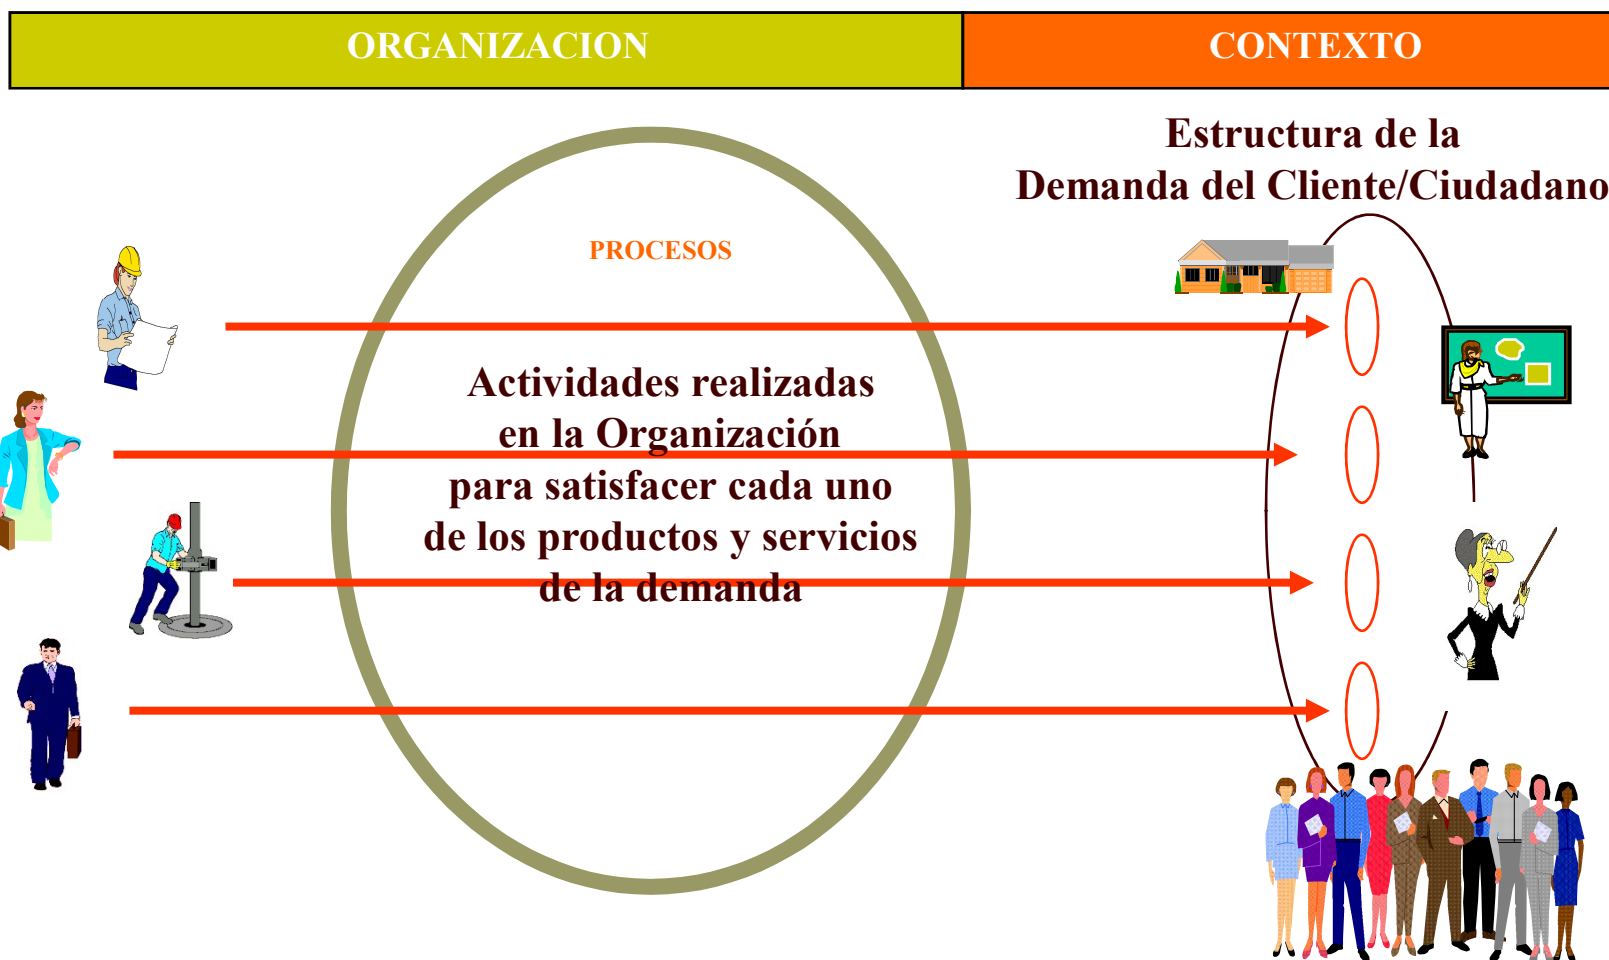 ORGANIZACION
CONTEXTO
Estructura de la
Demanda del Cliente/Ciudadano
PROCESOS
Actividades realizadas
en la Organización
para satisfacer cada uno
de los productos y servicios
de la demanda